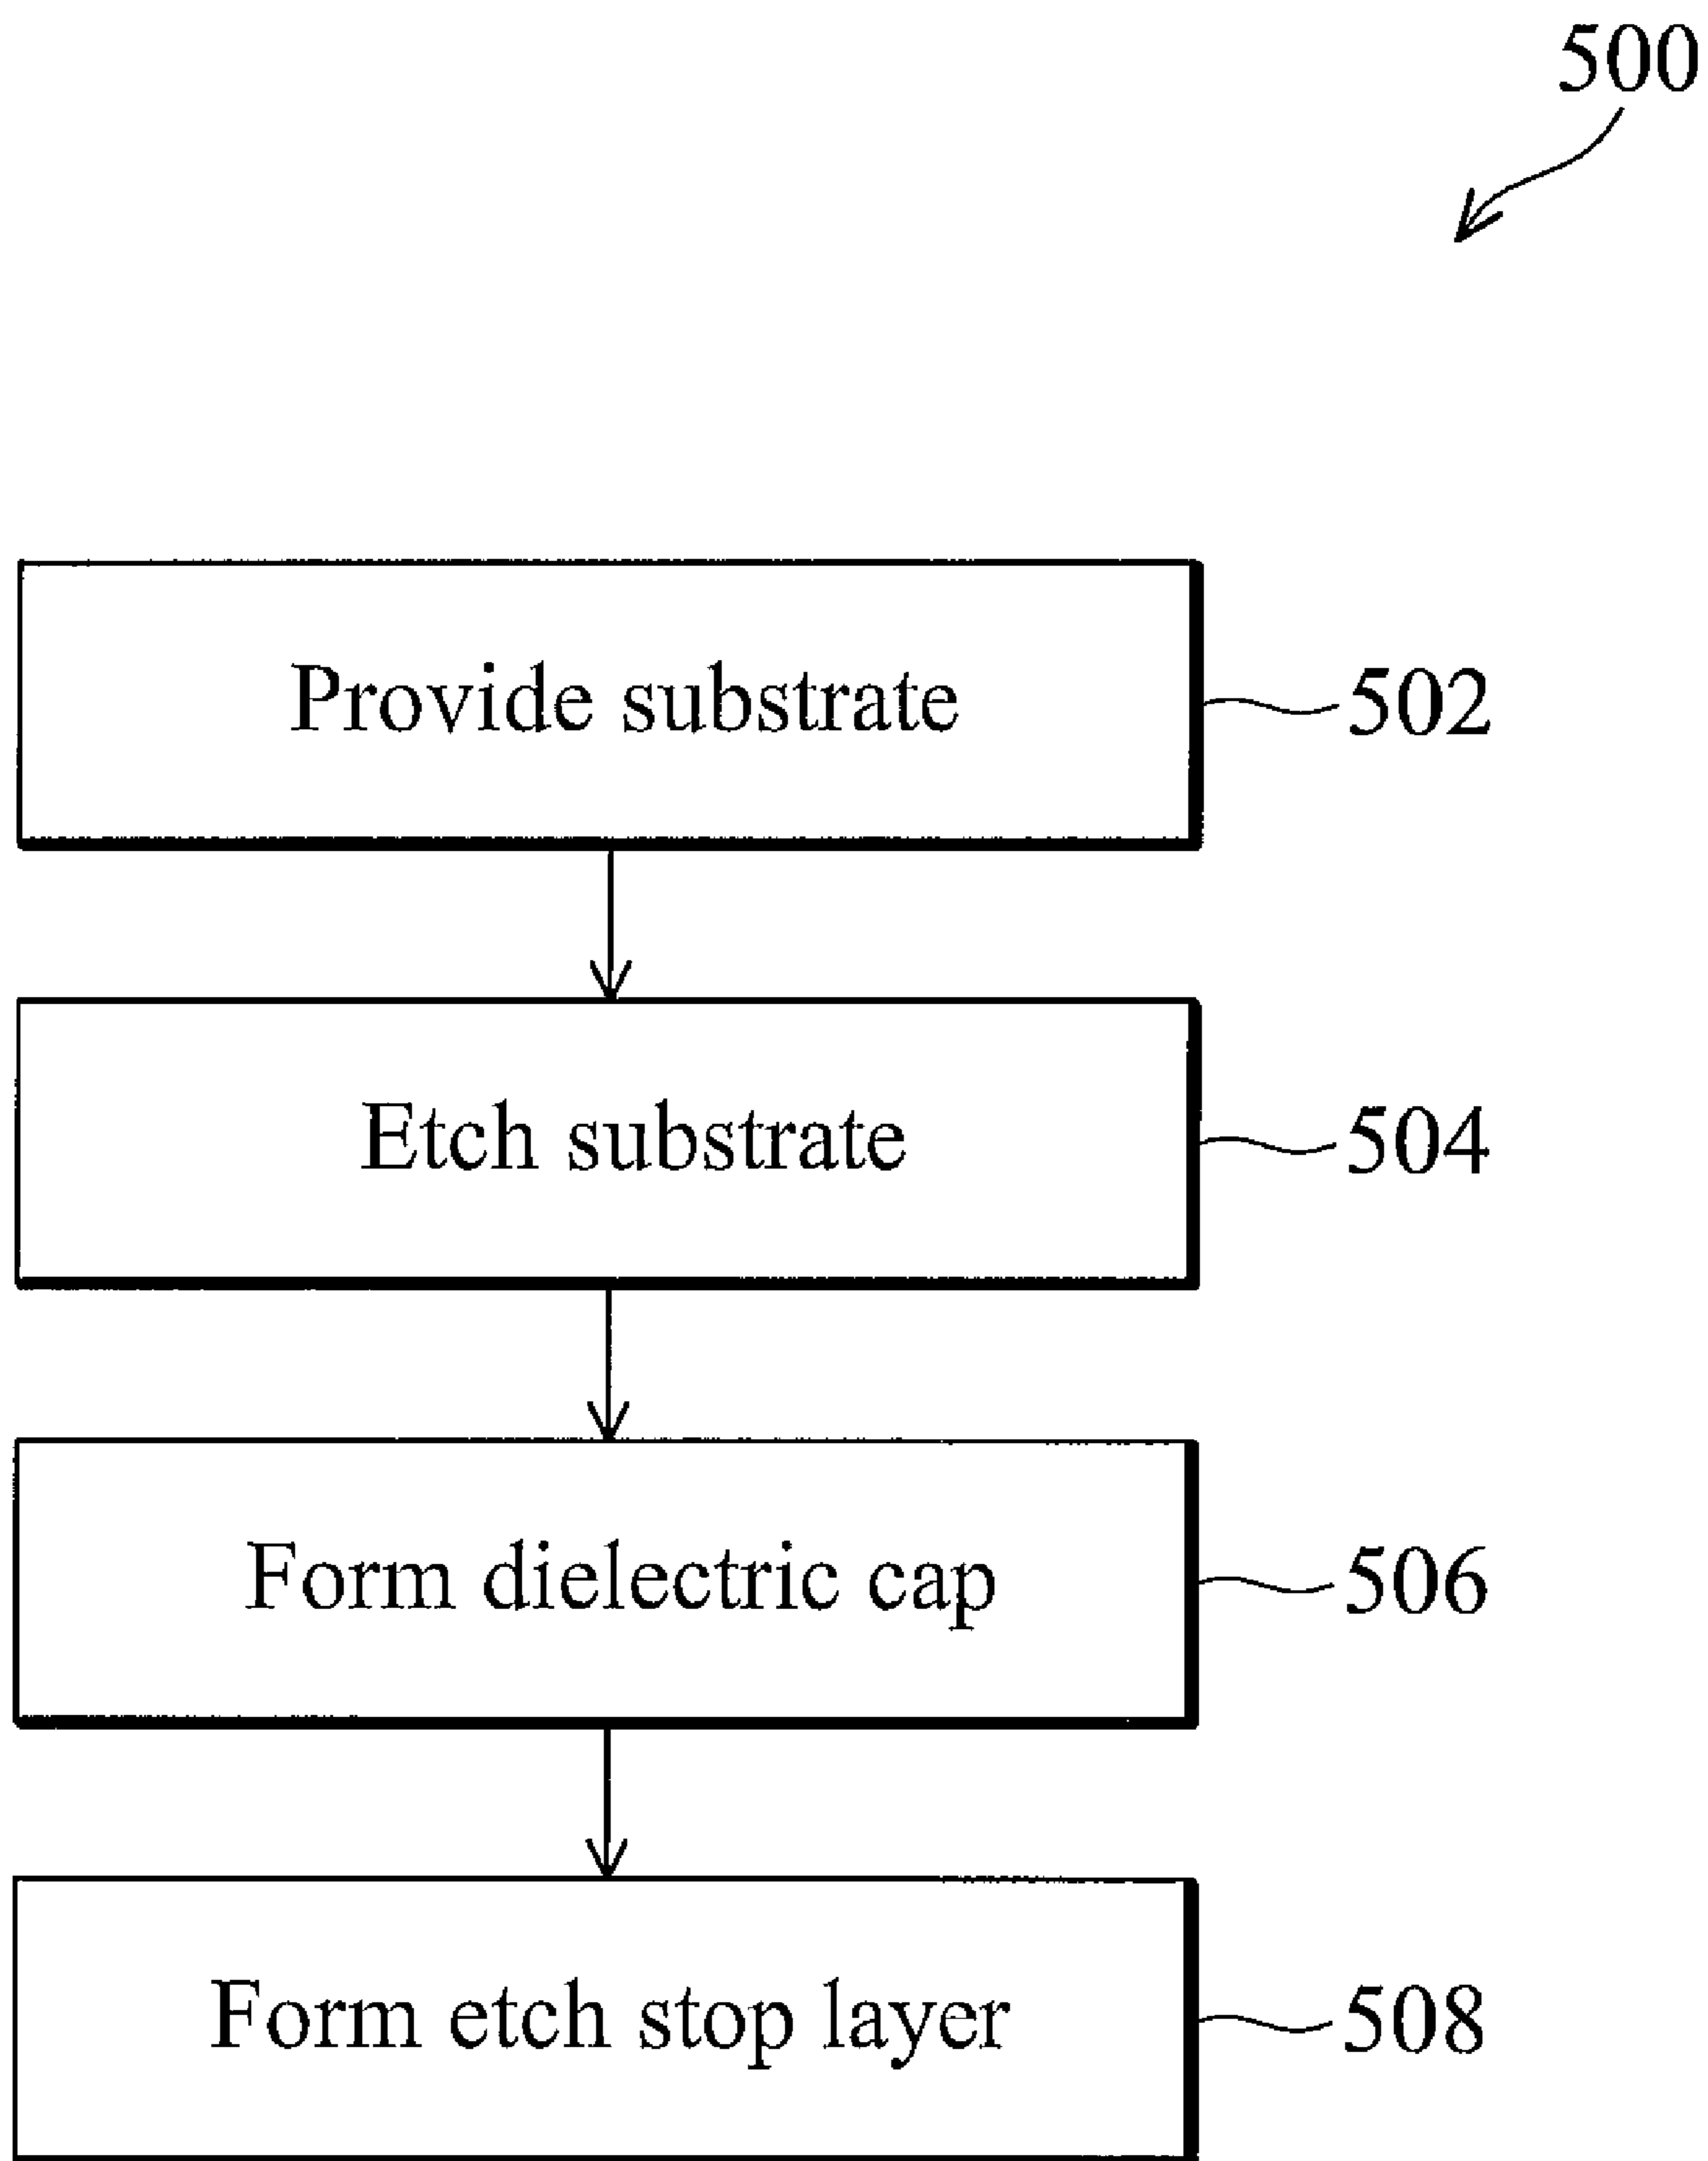 500
Provide substrate
502
Etch substrate
504
Form dielectric cap
506
Form etch stop layer
508